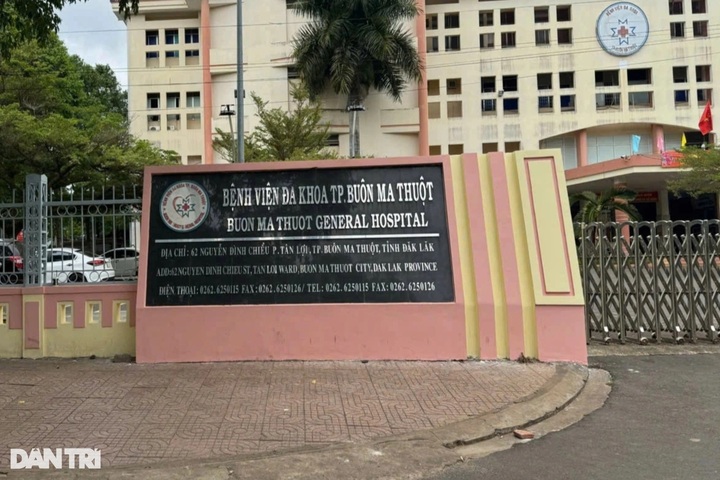 BỆNH VIỆN ĐA KHOA TP.BUÔN MA THUỘT
BUON MA THUOT GENERAL HOSPITAL
ĐỊA CHỈ: 62 NGUYỄN ĐÌNH CHIỂU P.TÂN LỢI, TP. BUÔN MA THUỘT, TỈNH ĐẮK LẮK
ADD:62 NGUYEN DINH CHIEU ST, TAN LOI WARD, BUON MA THUOT CITY, DAK LAK PROVINCE
ĐIỆN THOẠI: 0262.6250115 FAX: 0262.6250126/ TEL: 0262.6250115 FAX: 0262.6250126
DÂN TRÍ